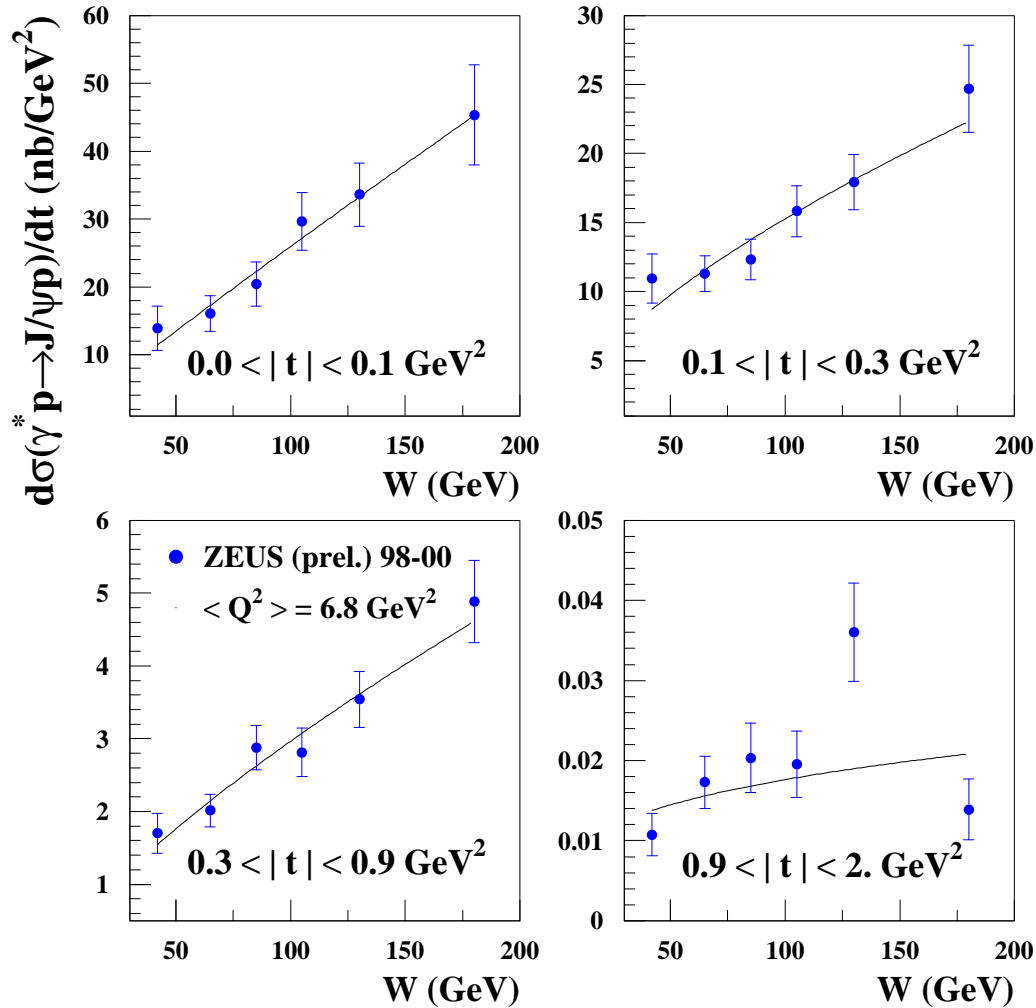 dσ(γ* p→J/ψp)/dt (nb/GeV²)
60
50
40
30
20
10
0.0 < | t | < 0.1 GeV²
50 100 150 200
W (GeV)
30
25
20
15
10
5
0.1 < | t | < 0.3 GeV²
50 100 150 200
W (GeV)
6
5
4
3
2
1
ZEUS (prel.) 98-00
< Q² > = 6.8 GeV²
0.3 < | t | < 0.9 GeV²
50 100 150 200
W (GeV)
0.05
0.04
0.03
0.02
0.01
0
0.9 < | t | < 2. GeV²
50 100 150 200
W (GeV)